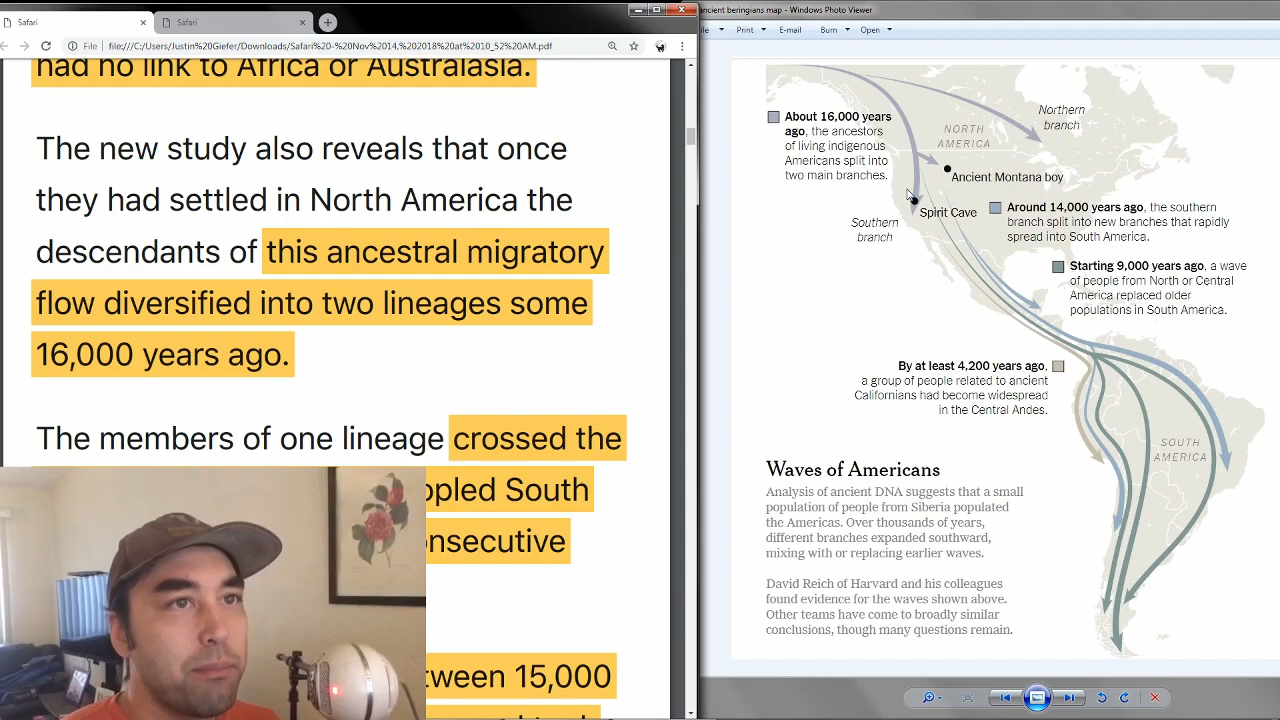 Safari
Safari
File
file:///C:/Users/Justin%20Giefer/Downloads/Safari%20-%20Nov%2014,%202018%20at%2010_52%20AM.pdf
had no link to Africa or Australasia.
The new study also reveals that once
they had settled in North America the
descendants of this ancestral migratory
flow diversified into two lineages some
16,000 years ago.
The members of one lineage crossed the
pled South
onsecutive
tween 15,000
ancient beringians map - Windows Photo Viewer
Print
E-mail
Burn
Open
About 16,000 years
ago, the ancestors
of living indigenous
Americans split into
two main branches.
Northern
branch
NORTH
AMERICA
Ancient Montana boy
Spirit Cave
Southern
branch
Around 14,000 years ago, the southern
branch split into new branches that rapidly
spread into South America.
Starting 9,000 years ago, a wave
of people from North or Central
America replaced older
populations in South America.
By at least 4,200 years ago,
a group of people related to ancient
Californians had become widespread
in the Central Andes.
SOUTH
AMERICA
Waves of Americans
Analysis of ancient DNA suggests that a small
population of people from Siberia populated
the Americas. Over thousands of years,
different branches expanded southward,
mixing with or replacing earlier waves.
David Reich of Harvard and his colleagues
found evidence for the waves shown above.
Other teams have come to broadly similar
conclusions, though many questions remain.